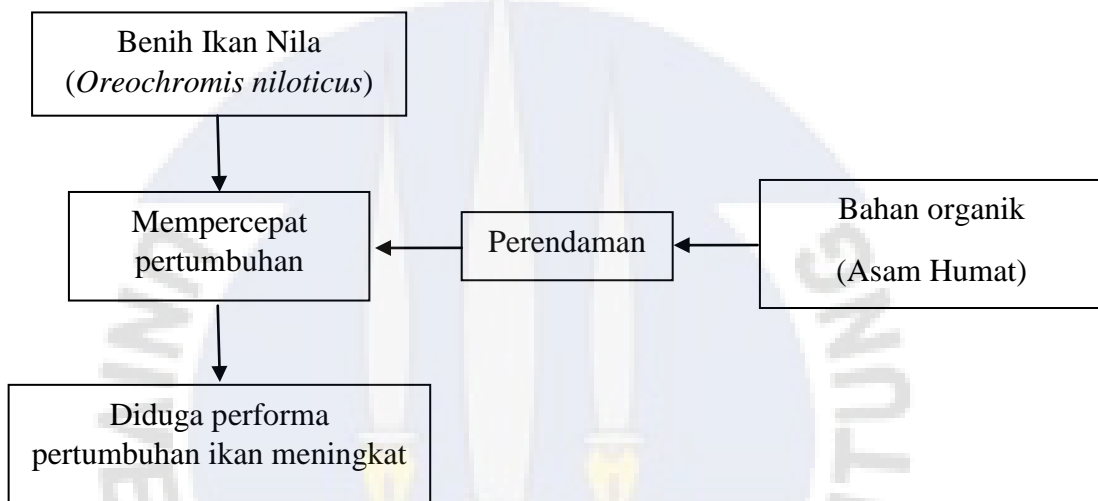 Benih Ikan Nila
(Oreochromis niloticus)
Mempercepat
pertumbuhan
Perendaman
Bahan organik
(Asam Humat)
Diduga performa
pertumbuhan ikan meningkat